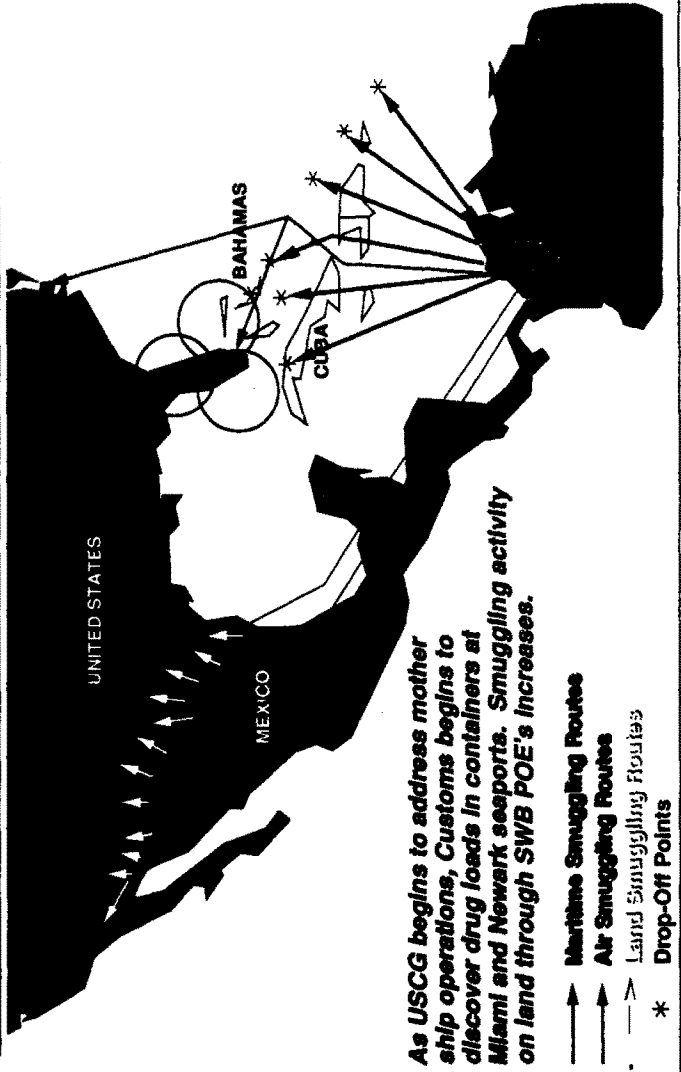 UNITED STATES
MEXICO
BAHAMAS
CUBA
As USCG begins to address mother
ship operations, Customs begins to
discover drug loads in containers at
Miami and Newark seaports. Smuggling activity
on land through SWB POE's increases.
Maritime Smuggling Routes
Air Smuggling Routes
Land Smuggling Routes
* Drop-Off Points